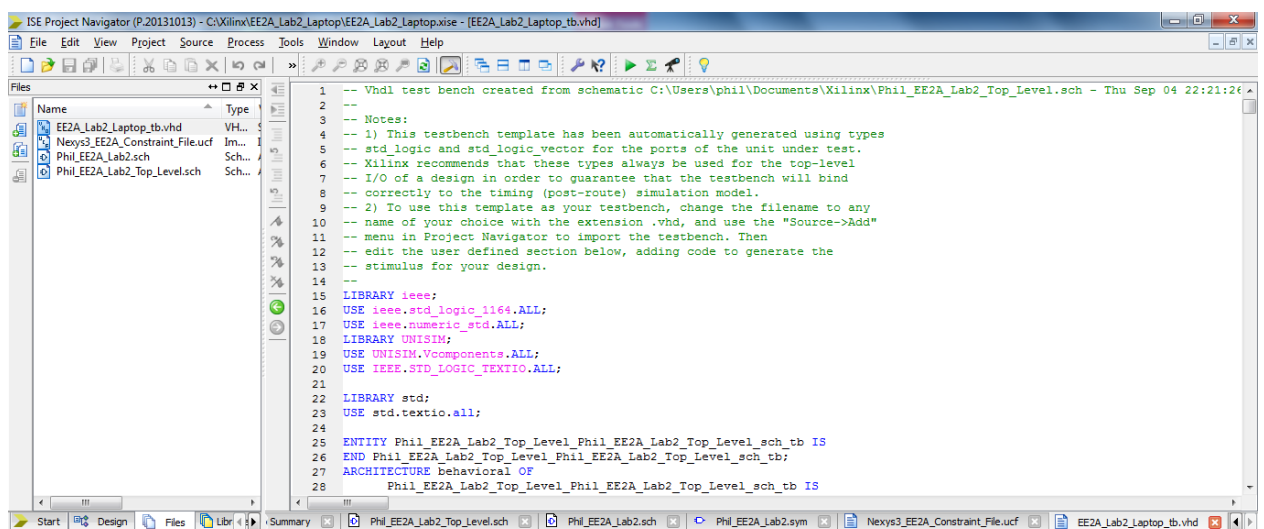 ISE Project Navigator (P.20131013) - C:\Xilinx\EE2A_Lab2_Laptop\EE2A_Lab2_Laptop.xise - [EE2A_Lab2_Laptop_tb.vhd]
File Edit View Project Source Process Tools Window Layout Help
Files
Name Type
EE2A_Lab2_Laptop_tb.vhd VH...
Nexys3_EE2A_Constraint_File.ucf Im...
Phil_EE2A_Lab2.sch Sch...
Phil_EE2A_Lab2_Top_Level.sch Sch...
1 -- Vhdl test bench created from schematic C:\Users\phil\Documents\Xilinx\Phil_EE2A_Lab2_Top_Level.sch - Thu Sep 04 22:21:26
2 --
3 -- Notes:
4 -- 1) This testbench template has been automatically generated using types
5 -- std_logic and std_logic_vector for the ports of the unit under test.
6 -- Xilinx recommends that these types always be used for the top-level
7 -- I/O of a design in order to guarantee that the testbench will bind
8 -- correctly to the timing (post-route) simulation model.
9 -- 2) To use this template as your testbench, change the filename to any
10 -- name of your choice with the extension .vhd, and use the "Source->Add"
11 -- menu in Project Navigator to import the testbench. Then
12 -- edit the user defined section below, adding code to generate the
13 -- stimulus for your design.
14 --
15 LIBRARY ieee;
16 USE ieee.std_logic_1164.ALL;
17 USE ieee.numeric_std.ALL;
18 LIBRARY UNISIM;
19 USE UNISIM.Vcomponents.ALL;
20 USE IEEE.STD_LOGIC_TEXTIO.ALL;
21
22 LIBRARY std;
23 USE std.textio.all;
24
25 ENTITY Phil_EE2A_Lab2_Top_Level_Phil_EE2A_Lab2_Top_Level_sch_tb IS
26 END Phil_EE2A_Lab2_Top_Level_Phil_EE2A_Lab2_Top_Level_sch_tb;
27 ARCHITECTURE behavioral OF
28 Phil_EE2A_Lab2_Top_Level_Phil_EE2A_Lab2_Top_Level_sch_tb IS
Start Design Files Libr Summary Phil_EE2A_Lab2_Top_Level.sch Phil_EE2A_Lab2.sch Phil_EE2A_Lab2.sym Nexys3_EE2A_Constraint_File.ucf EE2A_Lab2_Laptop_tb.vhd